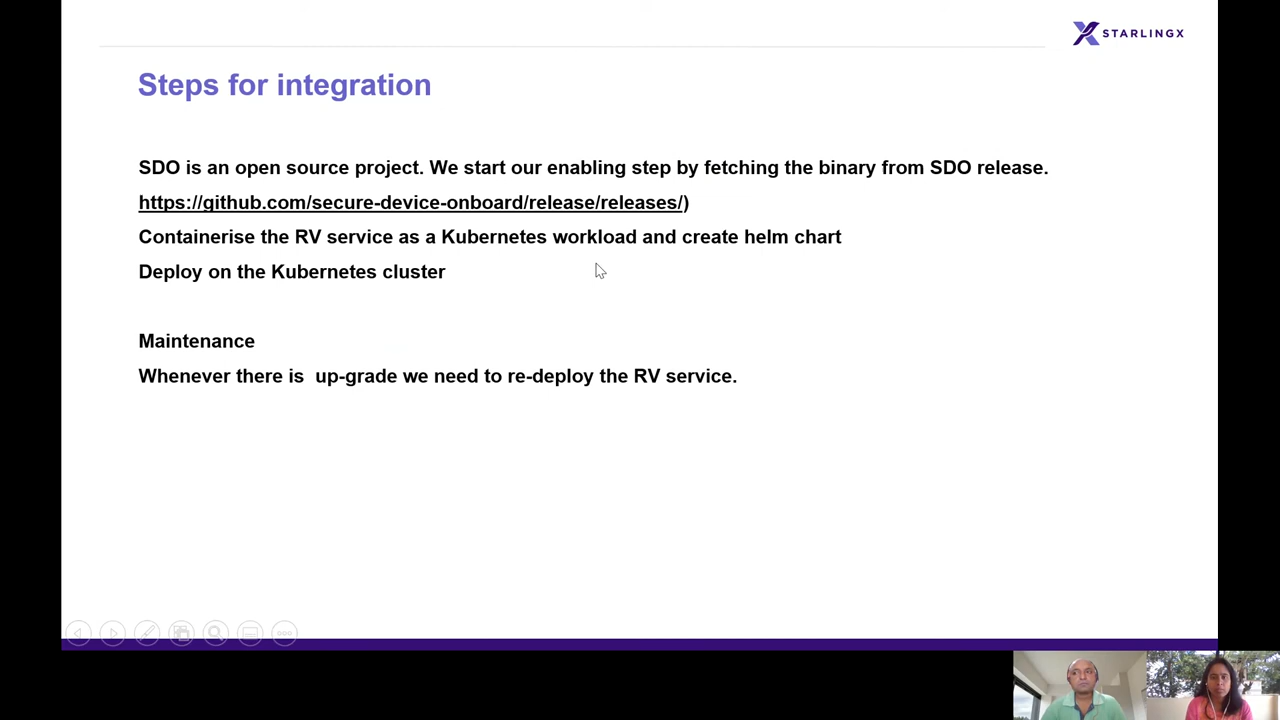 STARLINGX
Steps for integration
SDO is an open source project. We start our enabling step by fetching the binary from SDO release.
https://github.com/secure-device-onboard/release/releases/)
Containerise the RV service as a Kubernetes workload and create helm chart
Deploy on the Kubernetes cluster
Maintenance
Whenever there is  up-grade we need to re-deploy the RV service.